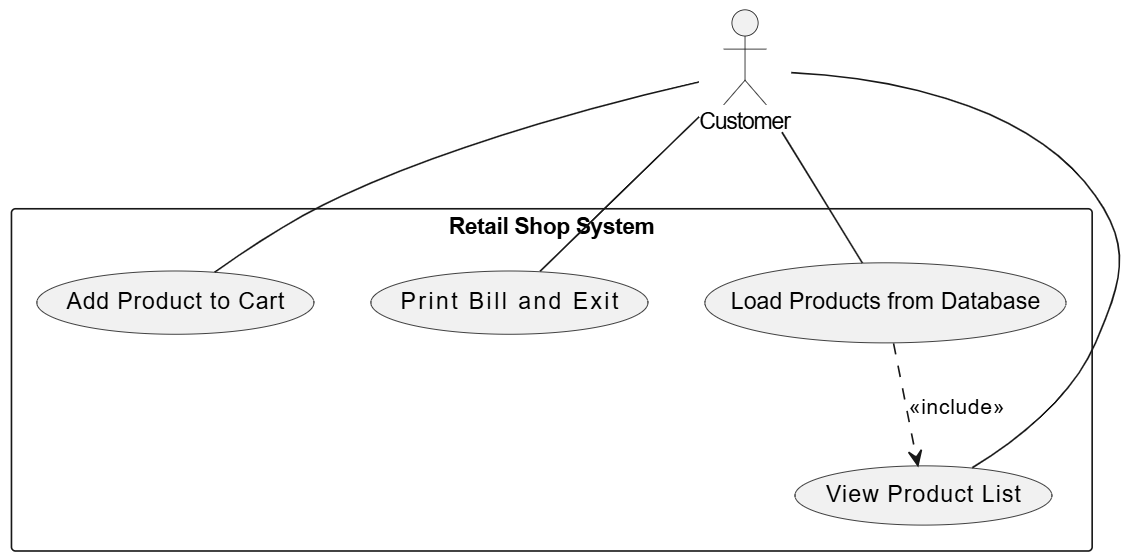 Customer
Retail Shop System
Add Product to Cart
Print Bill and Exit
Load Products from Database
«include»
View Product List